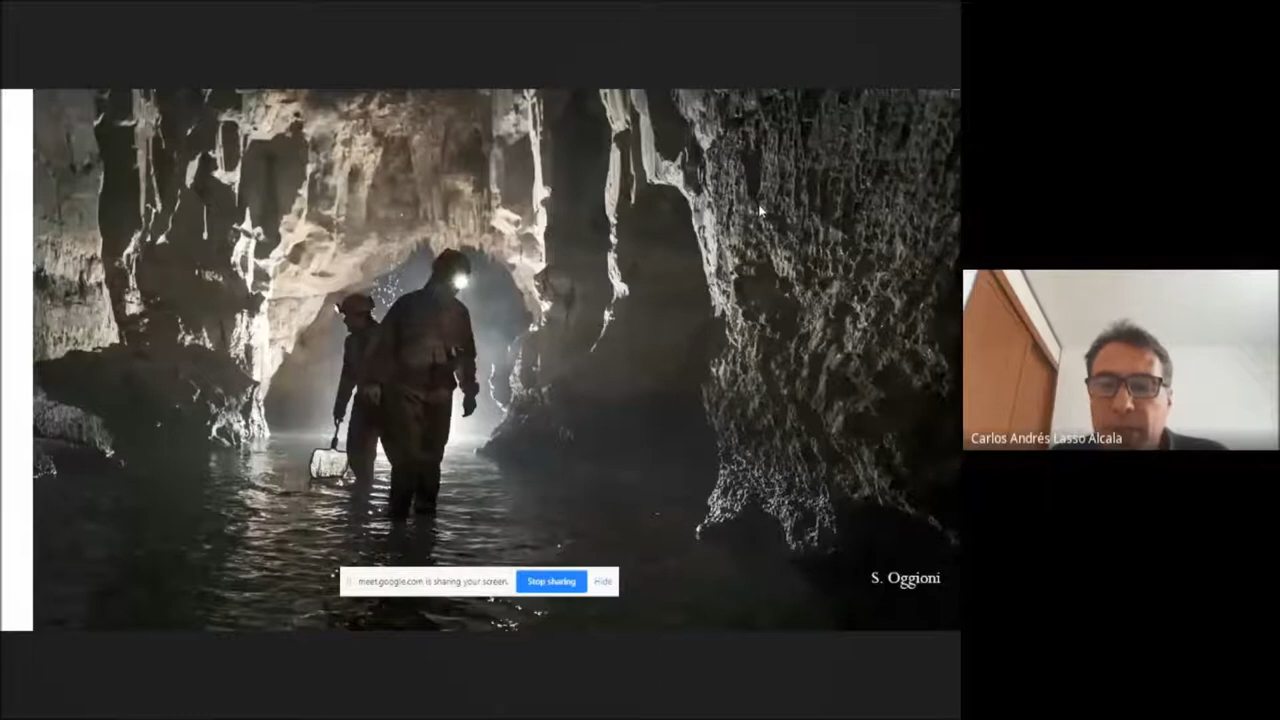 Carlos Andrés Lasso Alcala
meet.google.com is sharing your screen.
Stop sharing
Hide
S. Oggioni